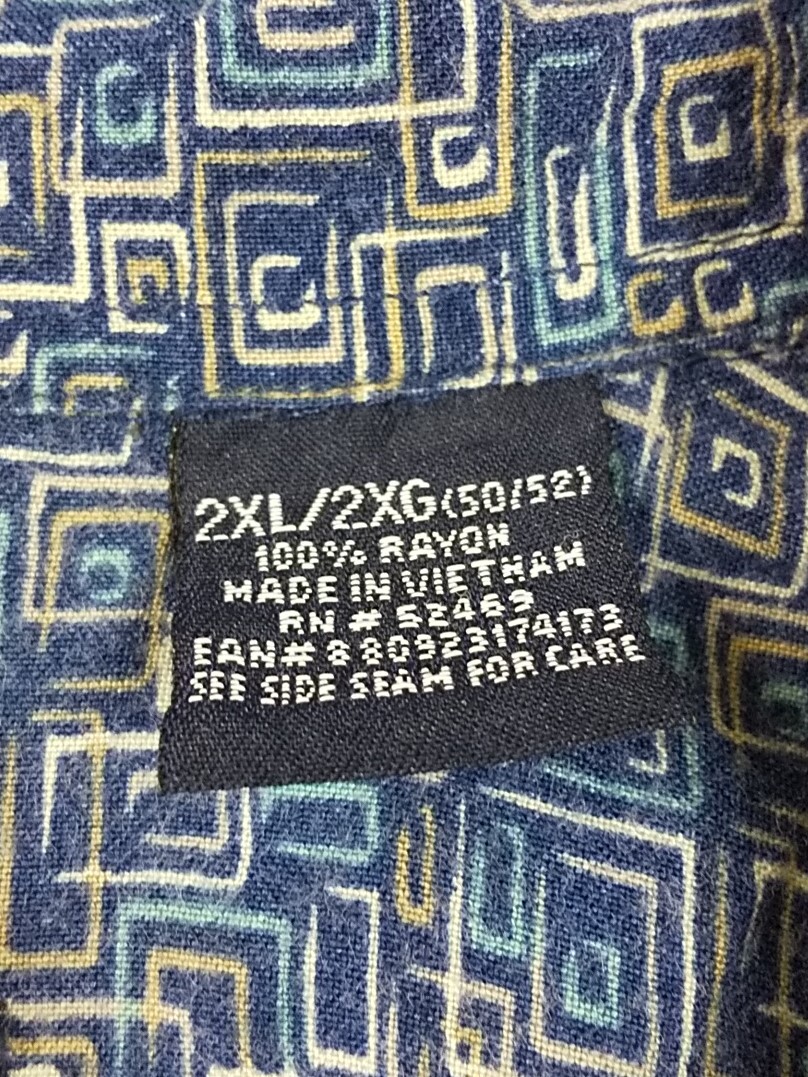 2XL/2XG(50/52)
100% RAYON
MADE IN VIETNAM
RN # 52469
EAN# 8 80923174173
SEE SIDE SEAM FOR CARE